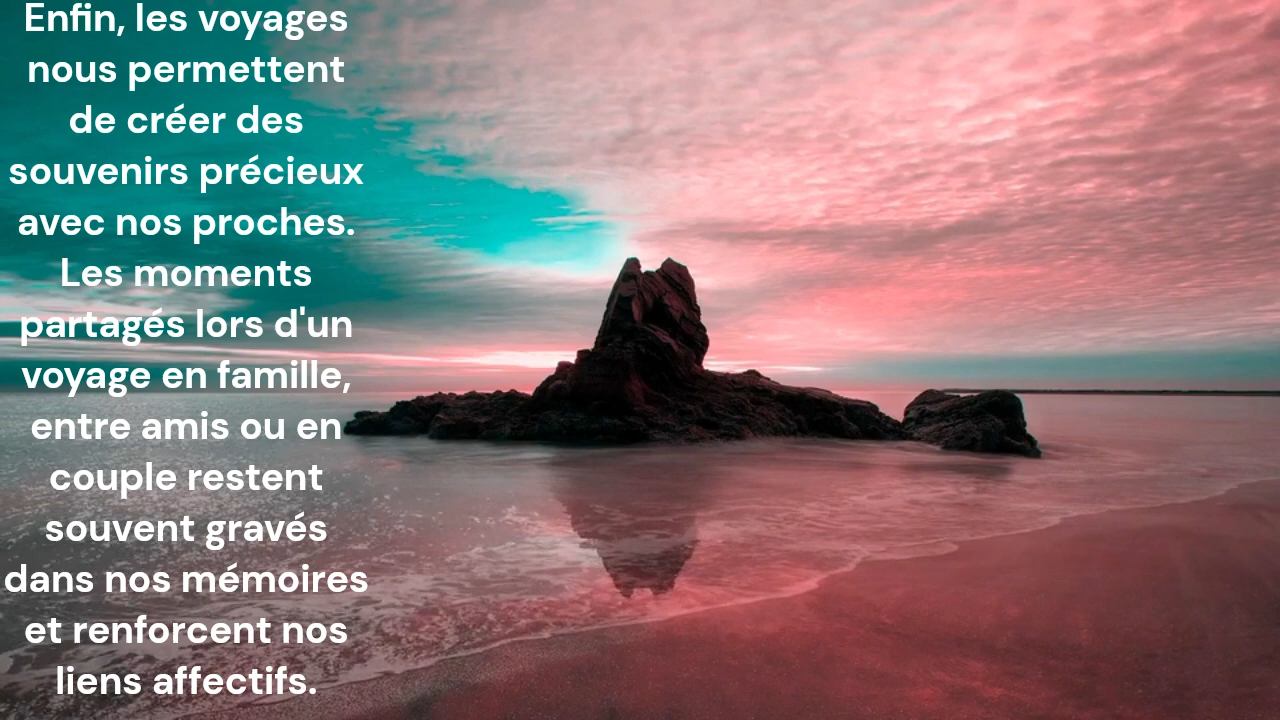 Enfin, les voyages
nous permettent
de créer des
souvenirs précieux
avec nos proches.
Les moments
partagés lors d'un
voyage en famille,
entre amis ou en
couple restent
souvent gravés
dans nos mémoires
et renforcent nos
liens affectifs.